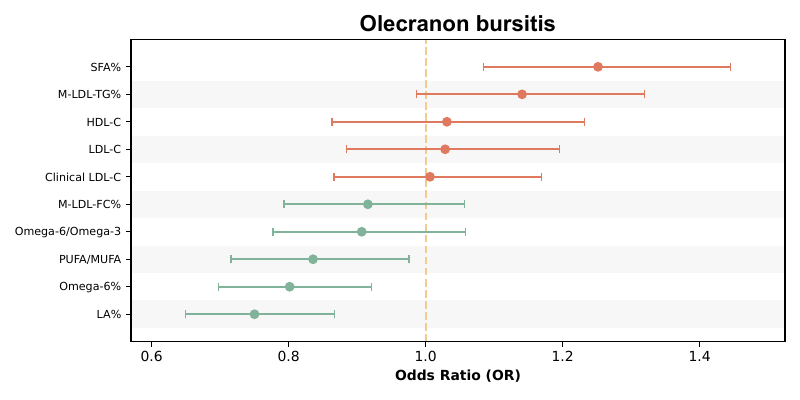 Olecranon bursitis
SFA%
M-LDL-TG%
HDL-C
LDL-C
Clinical LDL-C
M-LDL-FC%
Omega-6/Omega-3
PUFA/MUFA
Omega-6%
LA%
0.6 0.8 1.0 1.2 1.4
Odds Ratio (OR)